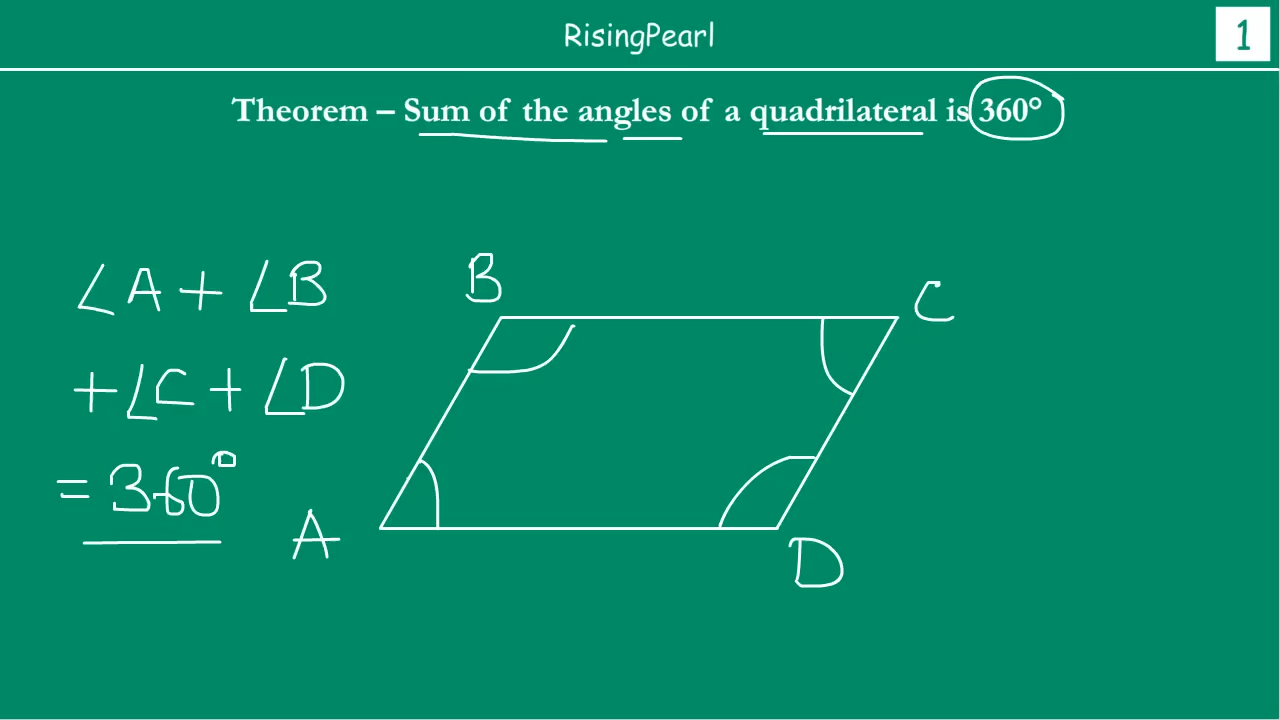 RisingPearl
1
Theorem – Sum of the angles of a quadrilateral is 360°
∠A + ∠B
+ ∠C + ∠D
= 360°
B
C
A
D